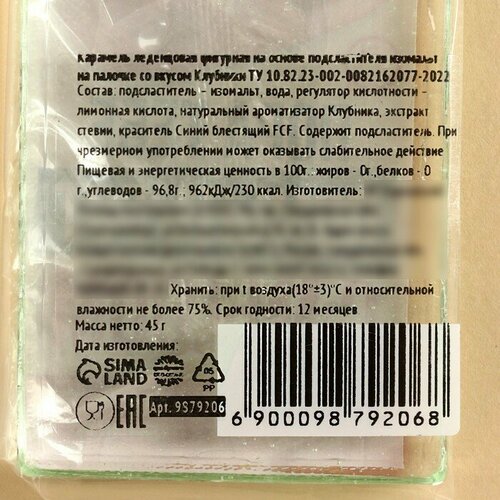 Карамель леденцовая фигурная на основе подсластителя изомальт
на палочке со вкусом Клубники ТУ 10.82.23-002-0082162077-2022
Состав: подсластитель – изомальт, вода, регулятор кислотности –
лимонная кислота, натуральный ароматизатор Клубника, экстракт
стевии, краситель Синий блестящий FCF. Содержит подсластитель. При
чрезмерном употреблении может оказывать слабительное действие
Пищевая и энергетическая ценность в 100г.: жиров - 0г.,белков - 0
г.,углеводов - 96,8г.; 962кДж/230 ккал. Изготовитель:
Хранить: при t воздуха(18°±3)°С и относительной
влажности не более 75%. Срок годности: 12 месяцев
Масса нетто: 45 г
Дата изготовления:
SIMA
LAND
05
PP
EAC
Арт. 9579206
6 900098 792068